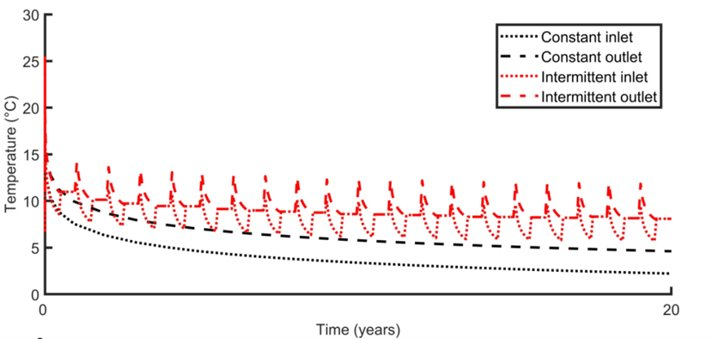 30
25
20
15
10
5
0
Temperature (°C)
Constant inlet
Constant outlet
Intermittent inlet
Intermittent outlet
0
20
Time (years)